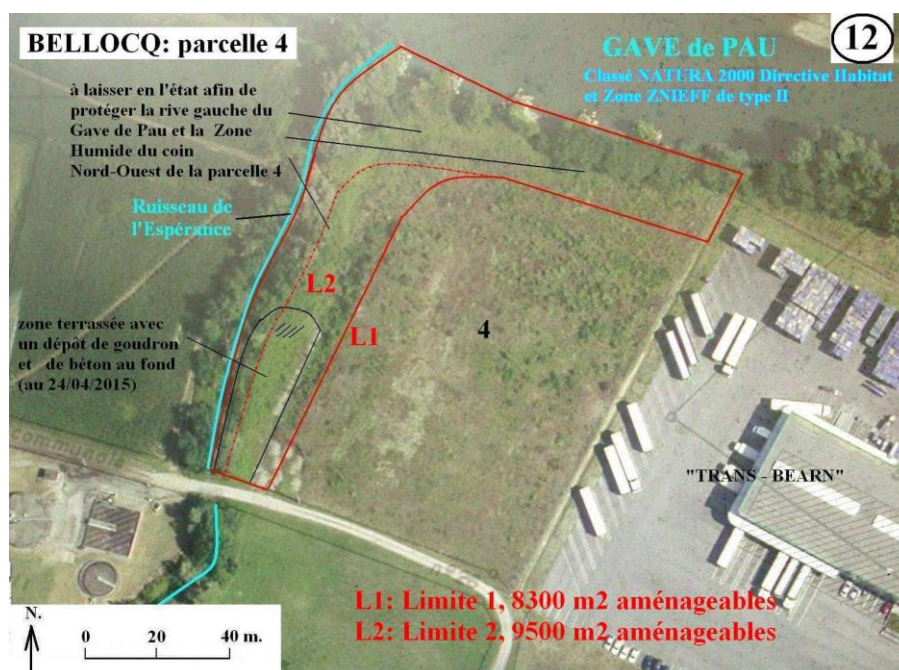 BELLOCQ: parcelle 4
12
GAVE de PAU
Classé NATURA 2000 Directive Habitat
et Zone ZNIEFF de type II
à laisser en l'état afin de
protéger la rive gauche du
Gave de Pau et la Zone
Humide du coin
Nord-Ouest de la parcelle 4
Ruisseau de
l'Espérance
L2
L1
4
zone terrassée avec
un dépôt de goudron
et de béton au fond
(au 24/04/2015)
"TRANS - BEARN"
L1: Limite 1, 8300 m2 aménageables
L2: Limite 2, 9500 m2 aménageables
N.
0 20 40 m.